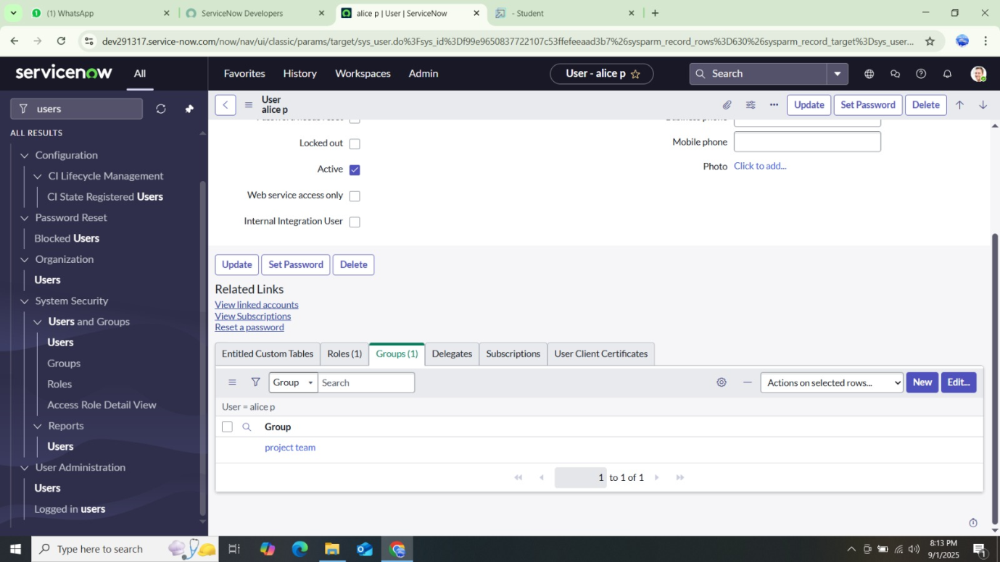 (1) WhatsApp
ServiceNow Developers
alice p | User | ServiceNow
- Student
dev291317.service-now.com/now/nav/ui/classic/params/target/sys_user.do%3Fsys_id%3Df99e9650837722107c53ffefeeaad3b7%26sysparm_record_rows%3D630%26sysparm_record_target%3Dsys_user...
servicenow
All
Favorites
History
Workspaces
Admin
User - alice p
Search
users
User
alice p
Update
Set Password
Delete
ALL RESULTS
Configuration
CI Lifecycle Management
CI State Registered Users
Password Reset
Blocked Users
Organization
Users
System Security
Users and Groups
Users
Groups
Roles
Access Role Detail View
Reports
Users
User Administration
Users
Logged in users
Locked out
Active
Web service access only
Internal Integration User
Mobile phone
Photo Click to add...
Update
Set Password
Delete
Related Links
View linked accounts
View Subscriptions
Reset a password
Entitled Custom Tables
Roles (1)
Groups (1)
Delegates
Subscriptions
User Client Certificates
Group
Search
Actions on selected rows...
New
Edit...
User = alice p
Group
project team
1 to 1 of 1
Type here to search
8:13 PM
9/1/2025
1